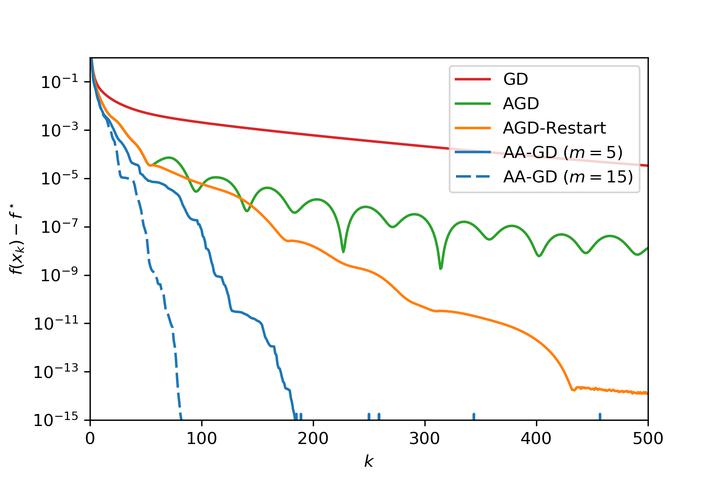 10⁻¹
10⁻³
10⁻⁵
10⁻⁷
10⁻⁹
10⁻¹¹
10⁻¹³
10⁻¹⁵
f(xₖ) − f⋆
GD
AGD
AGD-Restart
AA-GD (m = 5)
AA-GD (m = 15)
0 100 200 300 400 500
k